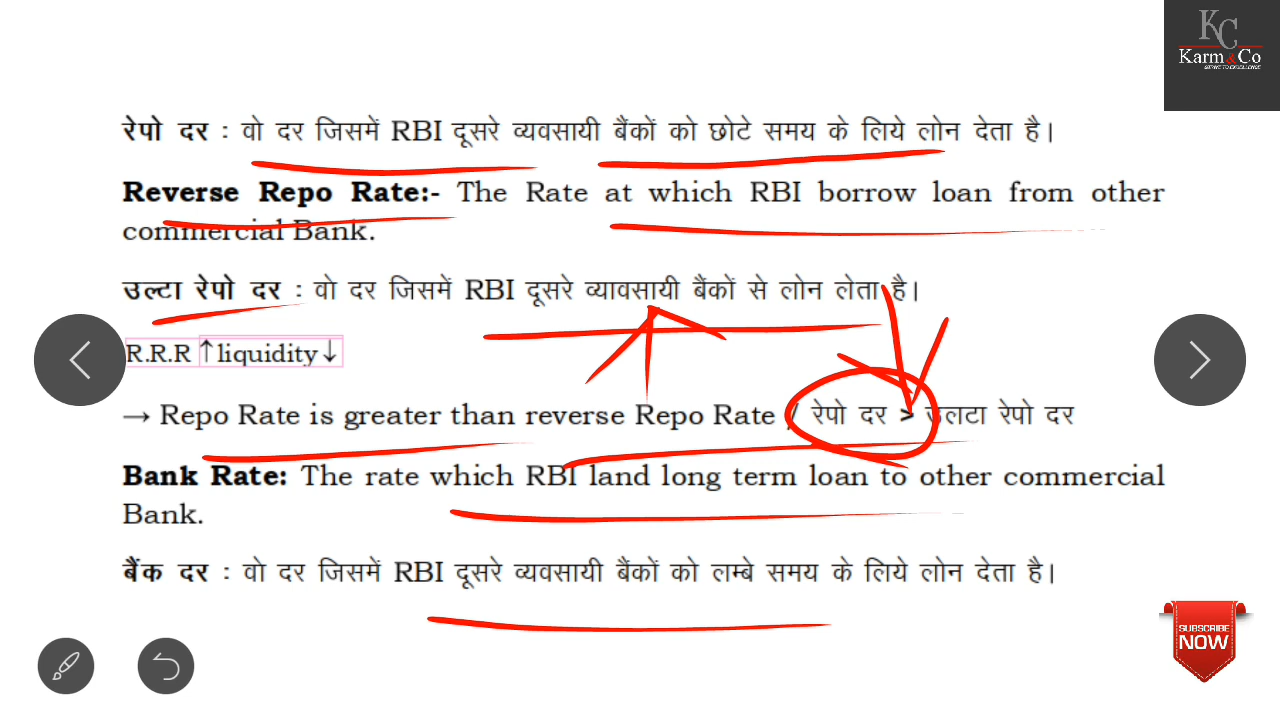 KC
Karm&Co
रेपो दर : वो दर जिसमें RBI दूसरे व्यवसायी बैंकों को छोटे समय के लिये लोन देता है।
Reverse Repo Rate:- The Rate at which RBI borrow loan from other
commercial Bank.
उल्टा रेपो दर : वो दर जिसमें RBI दूसरे व्यावसायी बैंकों से लोन लेता है।
R.R.R ↑ liquidity ↓
→ Repo Rate is greater than reverse Repo Rate / रेपो दर > उलटा रेपो दर
Bank Rate: The rate which RBI land long term loan to other commercial
Bank.
बैंक दर : वो दर जिसमें RBI दूसरे व्यवसायी बैंकों को लम्बे समय के लिये लोन देता है।
SUBSCRIBE
NOW